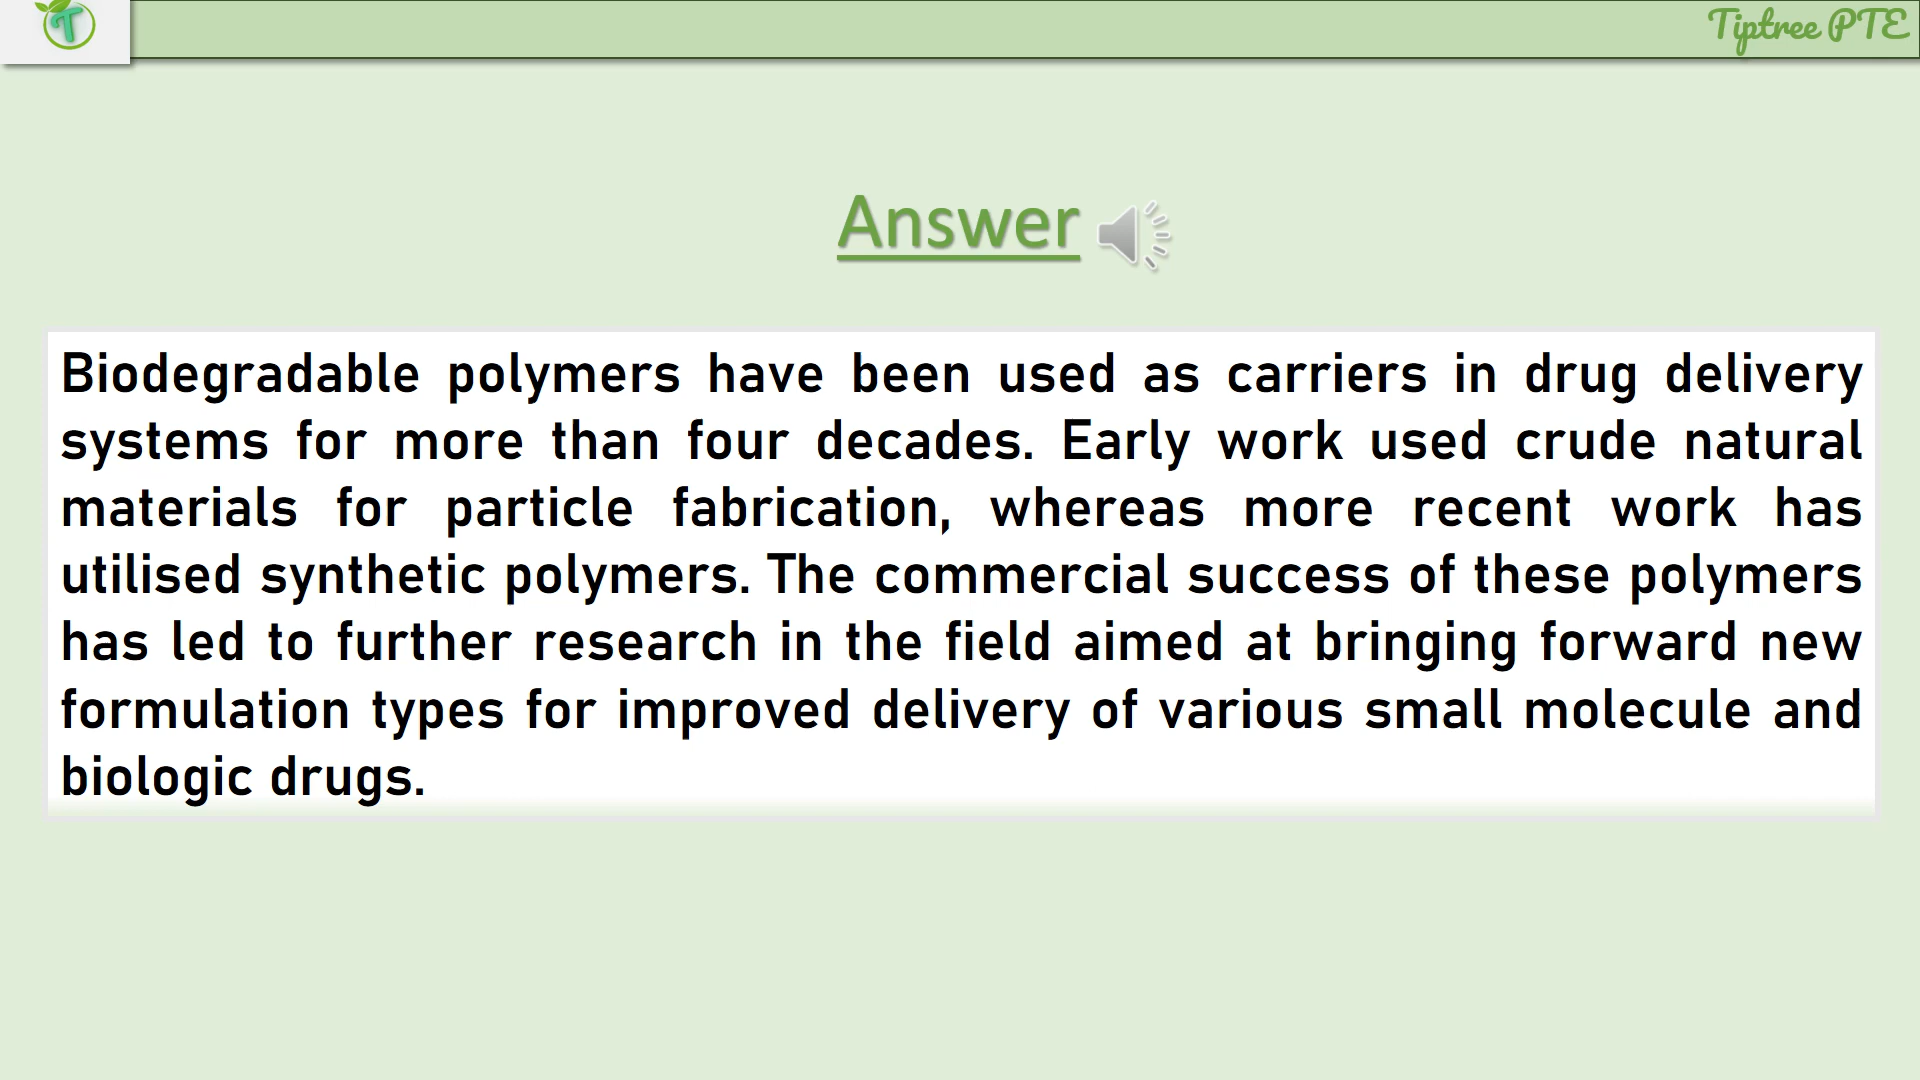 T
Tiptree PTE
Answer
Biodegradable polymers have been used as carriers in drug delivery
systems for more than four decades. Early work used crude natural
materials for particle fabrication, whereas more recent work has
utilised synthetic polymers. The commercial success of these polymers
has led to further research in the field aimed at bringing forward new
formulation types for improved delivery of various small molecule and
biologic drugs.